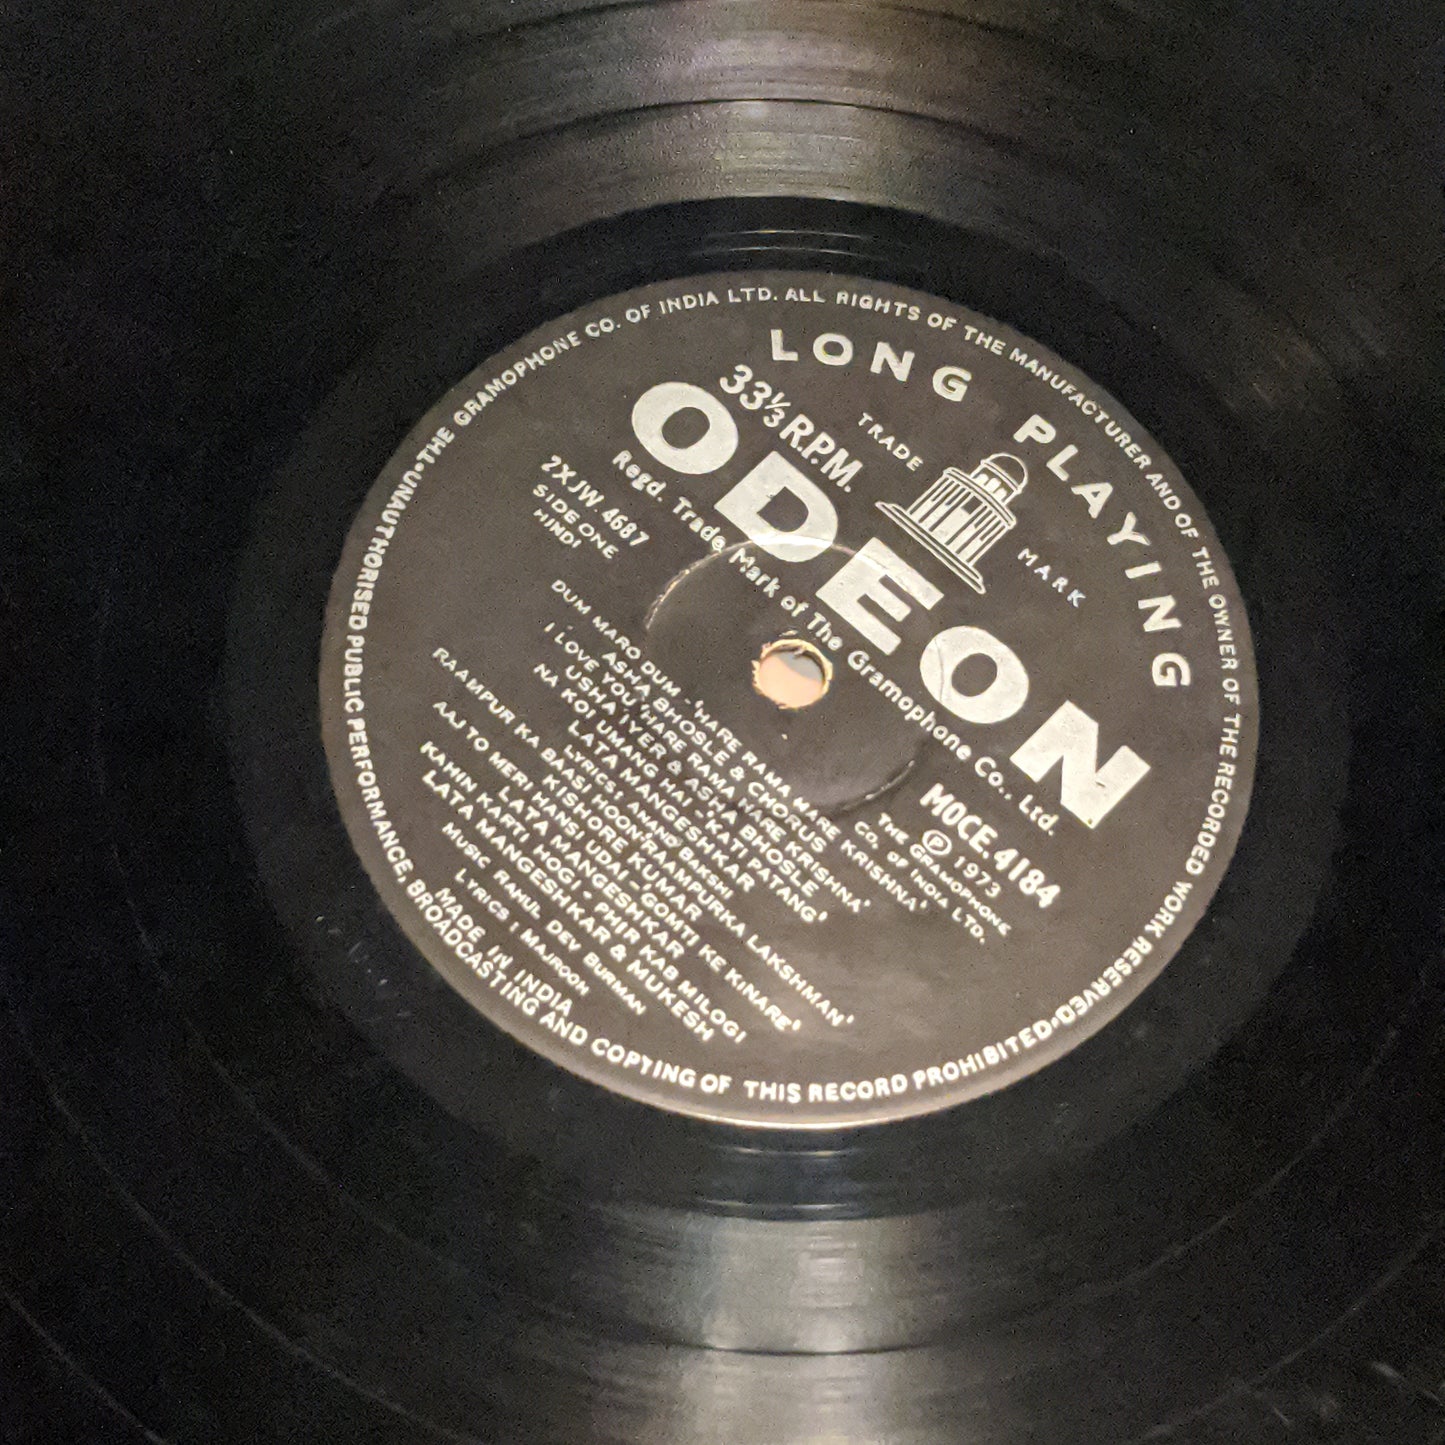 THE GRAMOPHONE CO. OF INDIA LTD. ALL RIGHTS OF THE MANUFACTURER AND OF THE OWNER OF THE RECORDED WORK RESERVED•
UNAUTHORISED PUBLIC PERFORMANCE, BROADCASTING AND COPYING OF THIS RECORD PROHIBITED•
LONG PLAYING
33⅓ R.P.M.
TRADE MARK
ODEON
Regd. Trade Mark of The Gramophone Co., Ltd.
2XJW. 4687
SIDE ONE
HINDI
MOCE. 4184
Ⓟ 1973
THE GRAMOPHONE
CO. OF INDIA LTD.
DUM MARO DUM - 'HARE RAMA HARE KRISHNA'
ASHA BHOSLE & CHORUS
I LOVE YOU 'HARE RAMA HARE KRISHNA'
USHA IYER & ASHA BHOSLE
NA KOI UMANG HAI - KATI PATANG'
LATA MANGESHKAR
LYRICS: ANAND BAKSHI
RAAMPUR KA BAASI HOON 'RAMPURKA LAKSHMAN'
KISHORE KUMAR
AAJ TO MERI HANSI UDAI - 'GOMTI KE KINARE'
LATA MANGESHKAR
KAHIN KARTI HOGI - PHIR KAB MILOGI
LATA MANGESHKAR & MUKESH
LYRICS : MAJROOH
MUSIC RAHUL DEV BURMAN
MADE IN INDIA